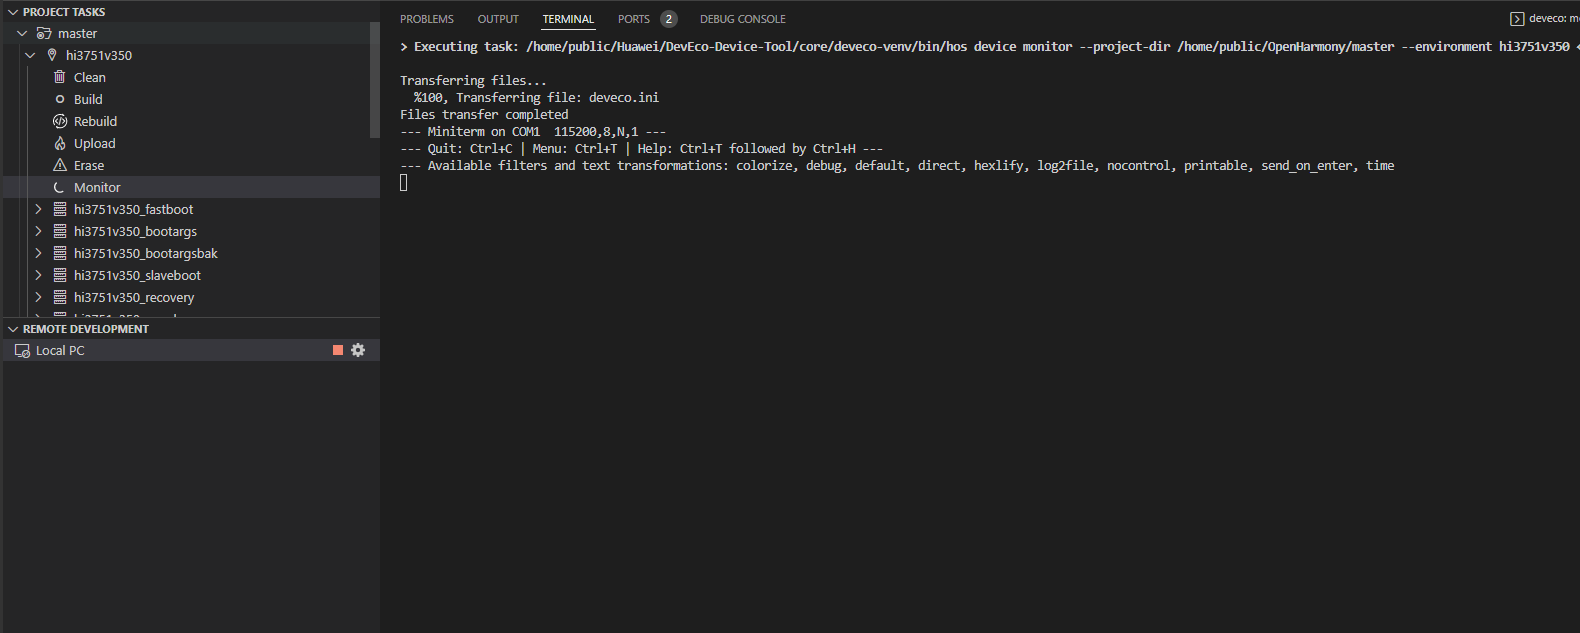 PROJECT TASKS
master
hi3751v350
Clean
Build
Rebuild
Upload
Erase
Monitor
hi3751v350_fastboot
hi3751v350_bootargs
hi3751v350_bootargsbak
hi3751v350_slaveboot
hi3751v350_recovery
REMOTE DEVELOPMENT
Local PC
PROBLEMS OUTPUT TERMINAL PORTS 2 DEBUG CONSOLE
deveco:
> Executing task: /home/public/Huawei/DevEco-Device-Tool/core/deveco-venv/bin/hos device monitor --project-dir /home/public/OpenHarmony/master --environment hi3751v350
Transferring files...
%100, Transferring file: deveco.ini
Files transfer completed
--- Miniterm on COM1  115200,8,N,1 ---
--- Quit: Ctrl+C | Menu: Ctrl+T | Help: Ctrl+T followed by Ctrl+H ---
--- Available filters and text transformations: colorize, debug, default, direct, hexlify, log2file, nocontrol, printable, send_on_enter, time